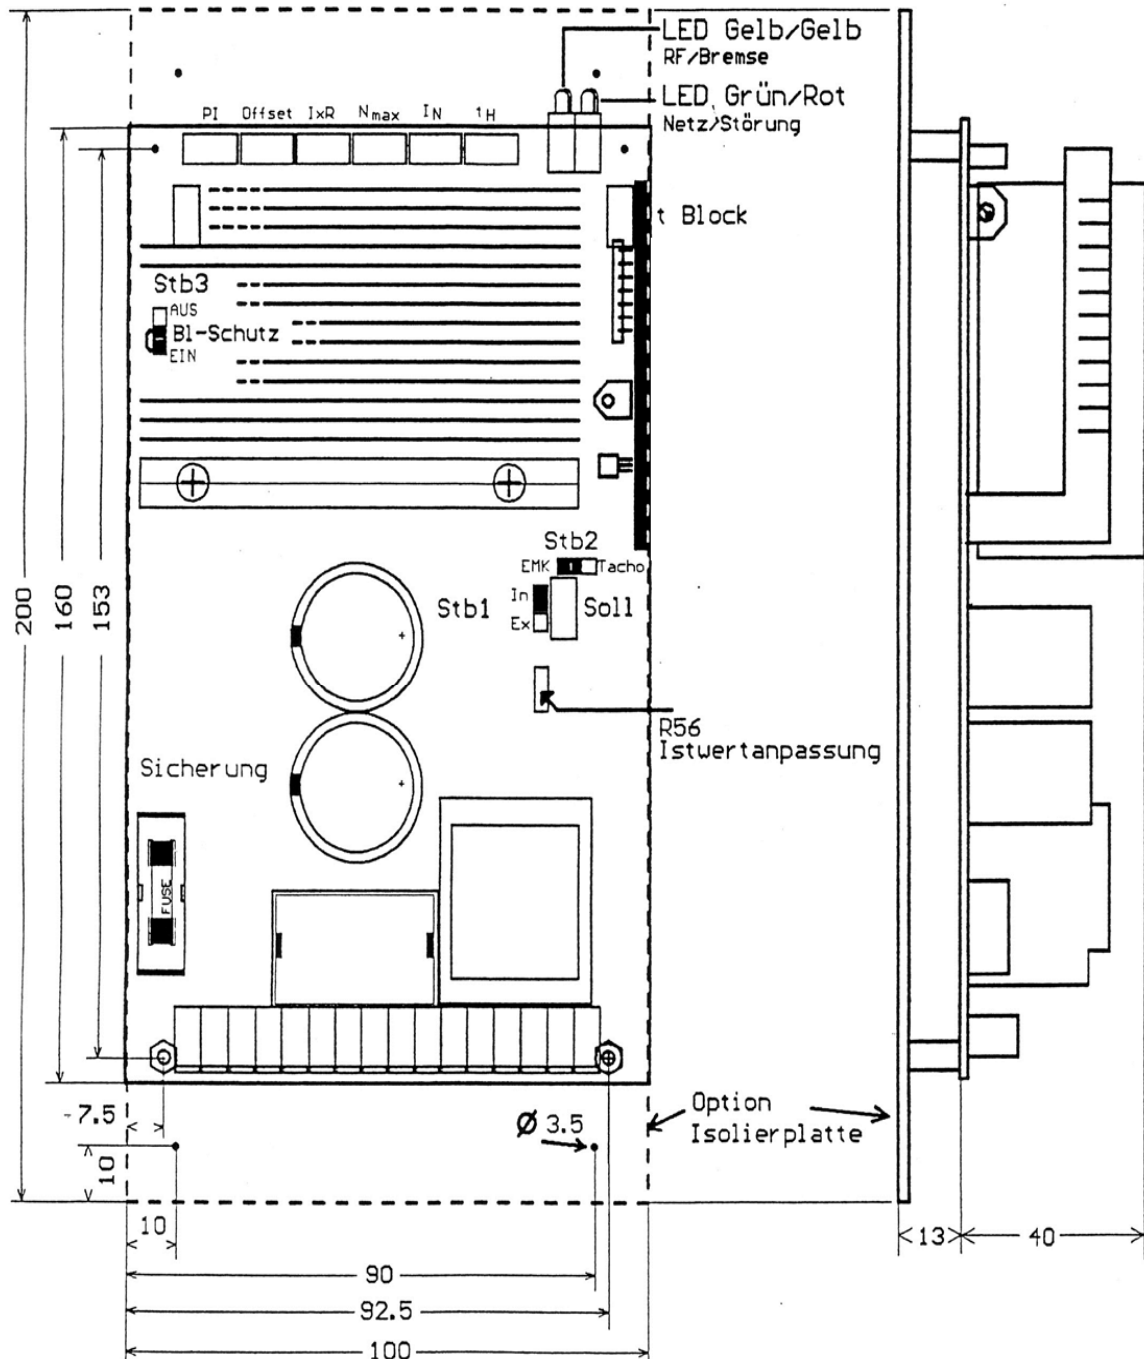 LED Gelb/Gelb
RF/Bremse
LED Grün/Rot
Netz/Störung
PI Offset IxR Nmax IN tH
t Block
Stb3
AUS
Bl-Schutz
EIN
Stb2
EMK Tacho
In
Stb1 Soll
Ex
R56
Istwertanpassung
Sicherung
FUSE
200
160
153
7.5
Ø 3.5
Option
Isolierplatte
10
10
13
40
90
92.5
100